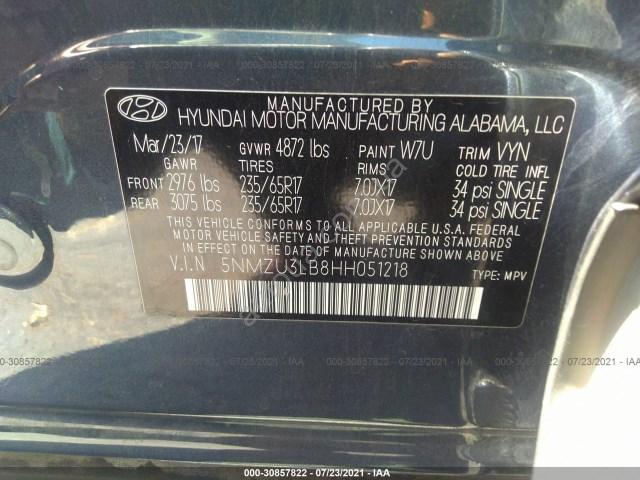 MANUFACTURED BY
HYUNDAI MOTOR MANUFACTURING ALABAMA, LLC
Mar/23/17 GVWR 4872 lbs PAINT W7U TRIM VYN
GAWR TIRES RIMS COLD TIRE INFL
FRONT 2976 lbs 235/65R17 7.0JX17 34 psi SINGLE
REAR 3075 lbs 235/65R17 7.0JX17 34 psi SINGLE
THIS VEHICLE CONFORMS TO ALL APPLICABLE U.S.A. FEDERAL
MOTOR VEHICLE SAFETY AND BUMPER STANDARDS
IN EFFECT ON THE DATE OF MANUFACTURE SHOWN ABOVE.
V.I.N 5NMZU3LB8HH051218 TYPE: MPV
000-30857822 07/23/2021 - IAA
000-30857822 - 07/23/2021 - IAA